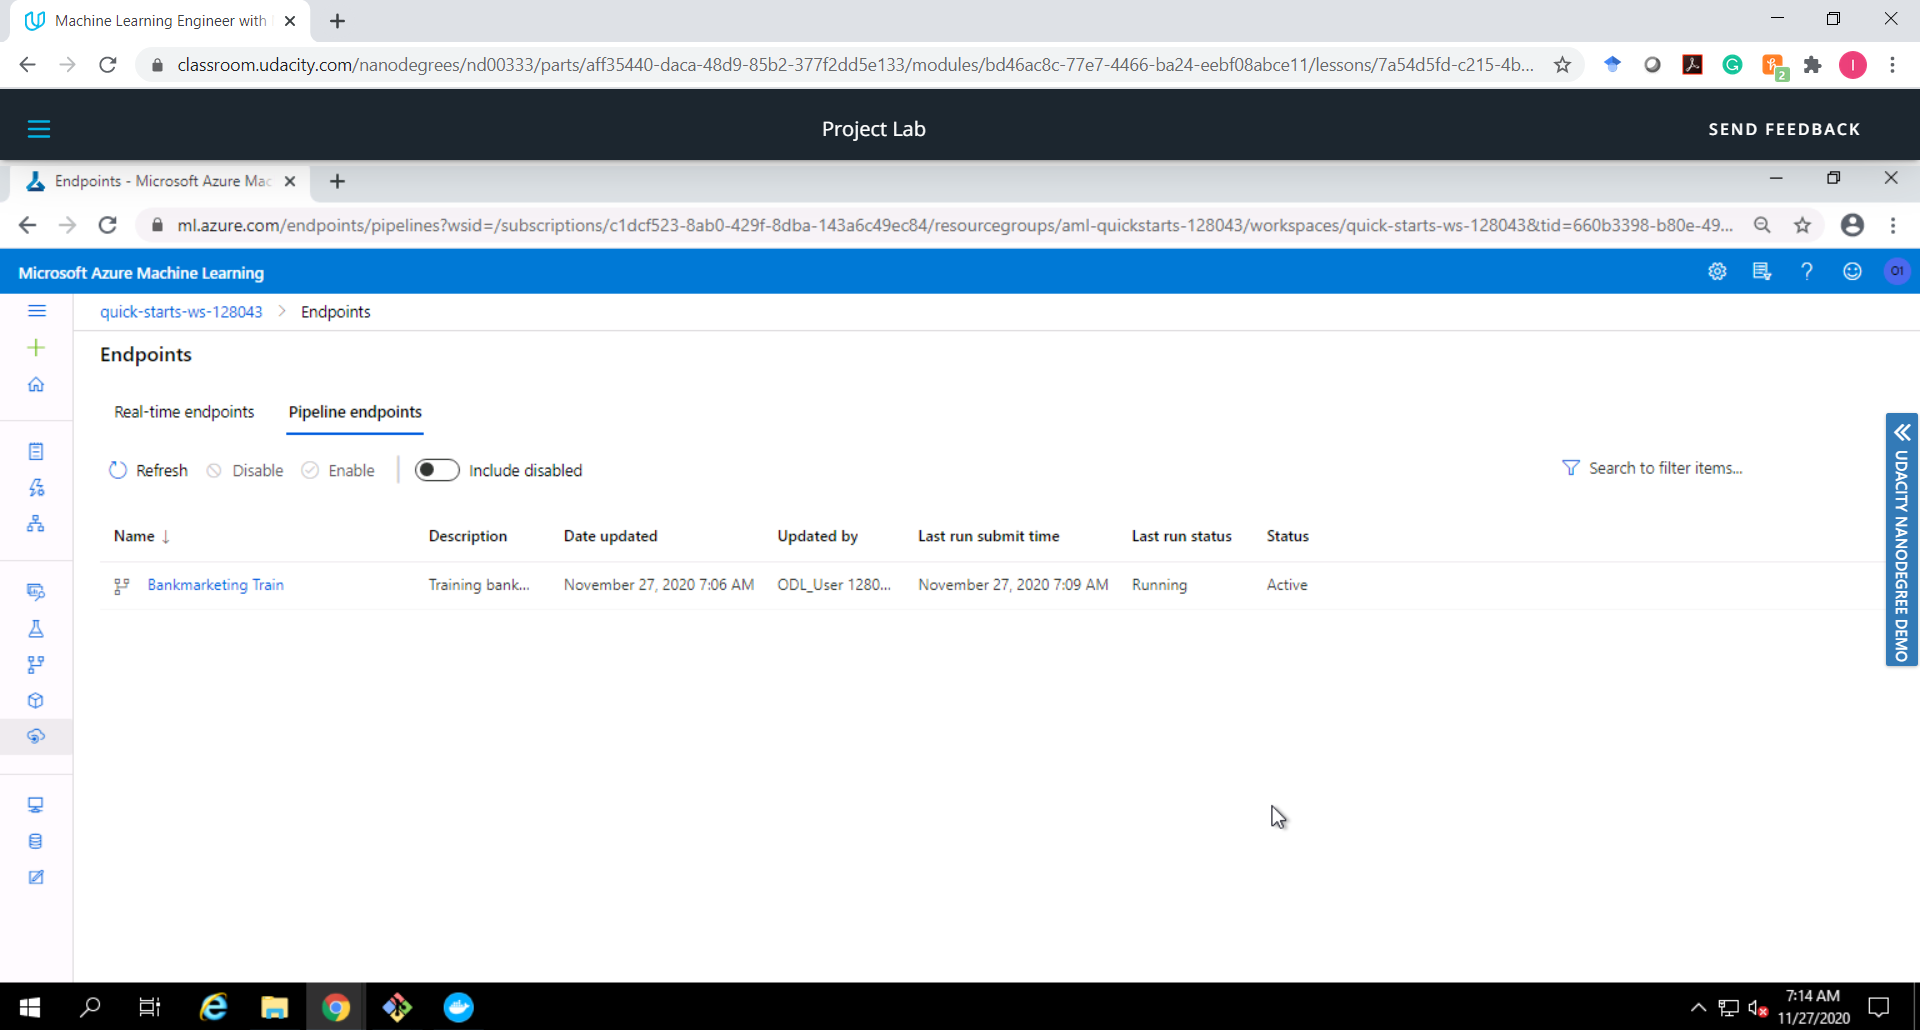 Machine Learning Engineer with
classroom.udacity.com/nanodegrees/nd00333/parts/aff35440-daca-48d9-85b2-377f2dd5e133/modules/bd46ac8c-77e7-4466-ba24-eebf08abce11/lessons/7a54d5fd-c215-4b...
2
I
Project Lab
SEND FEEDBACK
Endpoints - Microsoft Azure Mac
ml.azure.com/endpoints/pipelines?wsid=/subscriptions/c1dcf523-8ab0-429f-8dba-143a6c49ec84/resourcegroups/aml-quickstarts-128043/workspaces/quick-starts-ws-128043&tid=660b3398-b80e-49...
Microsoft Azure Machine Learning
O1
quick-starts-ws-128043 > Endpoints
Endpoints
Real-time endpoints Pipeline endpoints
Refresh Disable Enable Include disabled Search to filter items...
Name ↓ Description Date updated Updated by Last run submit time Last run status Status
Bankmarketing Train Training bank... November 27, 2020 7:06 AM ODL_User 1280... November 27, 2020 7:09 AM Running Active
UDACITY NANODEGREE DEMO
7:14 AM
11/27/2020